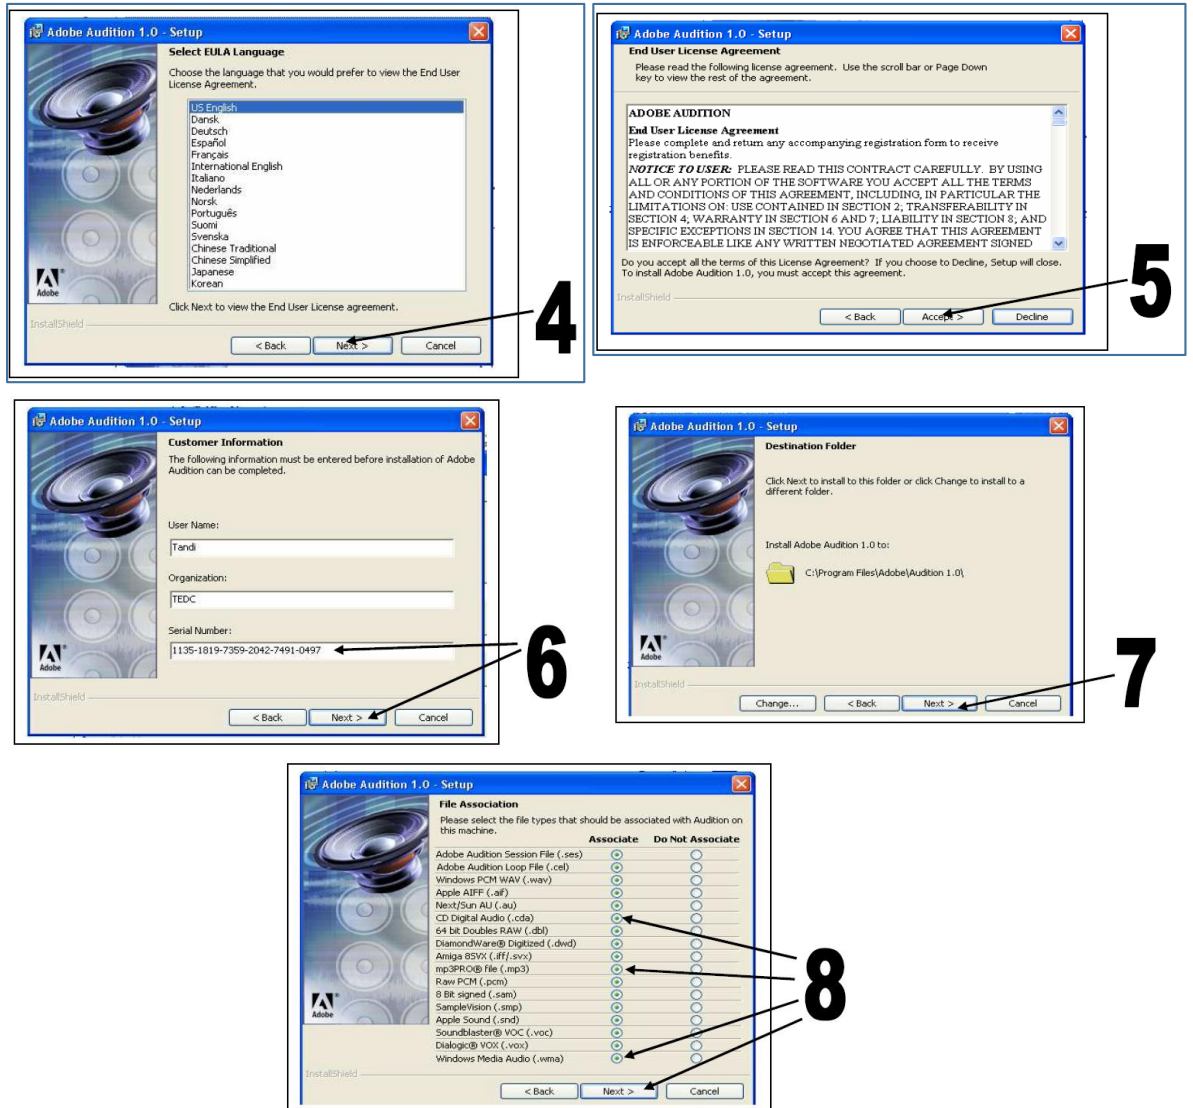 Adobe Audition 1.0 - Setup
Select EULA Language
Choose the language that you would prefer to view the End User
License Agreement.
US English
Dansk
Deutsch
Español
Français
International English
Italiano
Nederlands
Norsk
Português
Suomi
Svenska
Chinese Traditional
Chinese Simplified
Japanese
Korean
Adobe
Click Next to view the End User License agreement.
InstallShield
< Back Next > Cancel
4
Adobe Audition 1.0 - Setup
End User License Agreement
Please read the following license agreement. Use the scroll bar or Page Down
key to view the rest of the agreement.
ADOBE AUDITION
End User License Agreement
Please complete and return any accompanying registration form to receive
registration benefits.
NOTICE TO USER: PLEASE READ THIS CONTRACT CAREFULLY. BY USING
ALL OR ANY PORTION OF THE SOFTWARE YOU ACCEPT ALL THE TERMS
AND CONDITIONS OF THIS AGREEMENT, INCLUDING, IN PARTICULAR THE
LIMITATIONS ON: USE CONTAINED IN SECTION 2; TRANSFERABILITY IN
SECTION 4; WARRANTY IN SECTION 6 AND 7; LIABILITY IN SECTION 8; AND
SPECIFIC EXCEPTIONS IN SECTION 14. YOU AGREE THAT THIS AGREEMENT
IS ENFORCEABLE LIKE ANY WRITTEN NEGOTIATED AGREEMENT SIGNED
Do you accept all the terms of this License Agreement? If you choose to Decline, Setup will close.
To install Adobe Audition 1.0, you must accept this agreement.
InstallShield
< Back Accept > Decline
5
Adobe Audition 1.0 - Setup
Customer Information
The following information must be entered before installation of Adobe
Audition can be completed.
User Name:
Tandi
Organization:
TEDC
Serial Number:
1135-1819-7359-2042-7491-0497
Adobe
InstallShield
< Back Next > Cancel
6
Adobe Audition 1.0 - Setup
Destination Folder
Click Next to install to this folder or click Change to install to a
different folder.
Install Adobe Audition 1.0 to:
C:\Program Files\Adobe\Audition 1.0\
Adobe
InstallShield
Change... < Back Next > Cancel
7
Adobe Audition 1.0 - Setup
File Association
Please select the file types that should be associated with Audition on
this machine.
Associate Do Not Associate
Adobe Audition Session File (.ses)
Adobe Audition Loop File (.cel)
Windows PCM WAV (.wav)
Apple AIFF (.aif)
Next/Sun AU (.au)
CD Digital Audio (.cda)
64 bit Doubles RAW (.dbl)
DiamondWare® Digitized (.dwd)
Amiga 8SVX (.iff/.svx)
mp3PRO® file (.mp3)
Raw PCM (.pcm)
8 Bit signed (.sam)
SampleVision (.smp)
Apple Sound (.snd)
Soundblaster® VOC (.voc)
Dialogic® VOX (.vox)
Windows Media Audio (.wma)
Adobe
InstallShield
< Back Next > Cancel
8